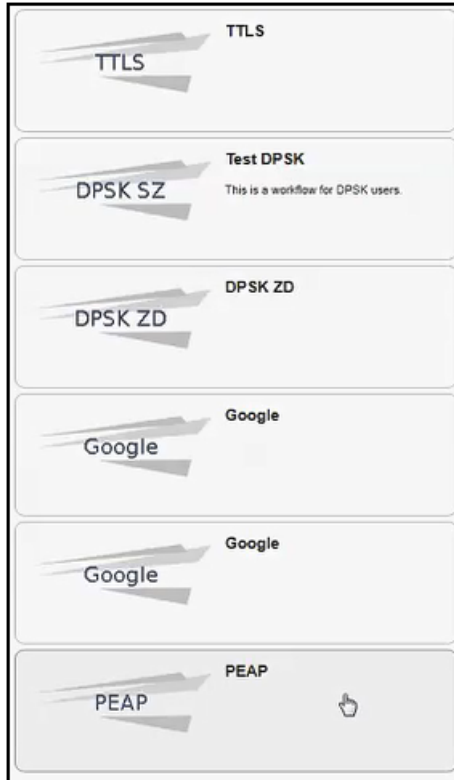 TTLS
TTLS
Test DPSK
This is a workflow for DPSK users.
DPSK SZ
DPSK ZD
DPSK ZD
Google
Google
Google
Google
PEAP
PEAP